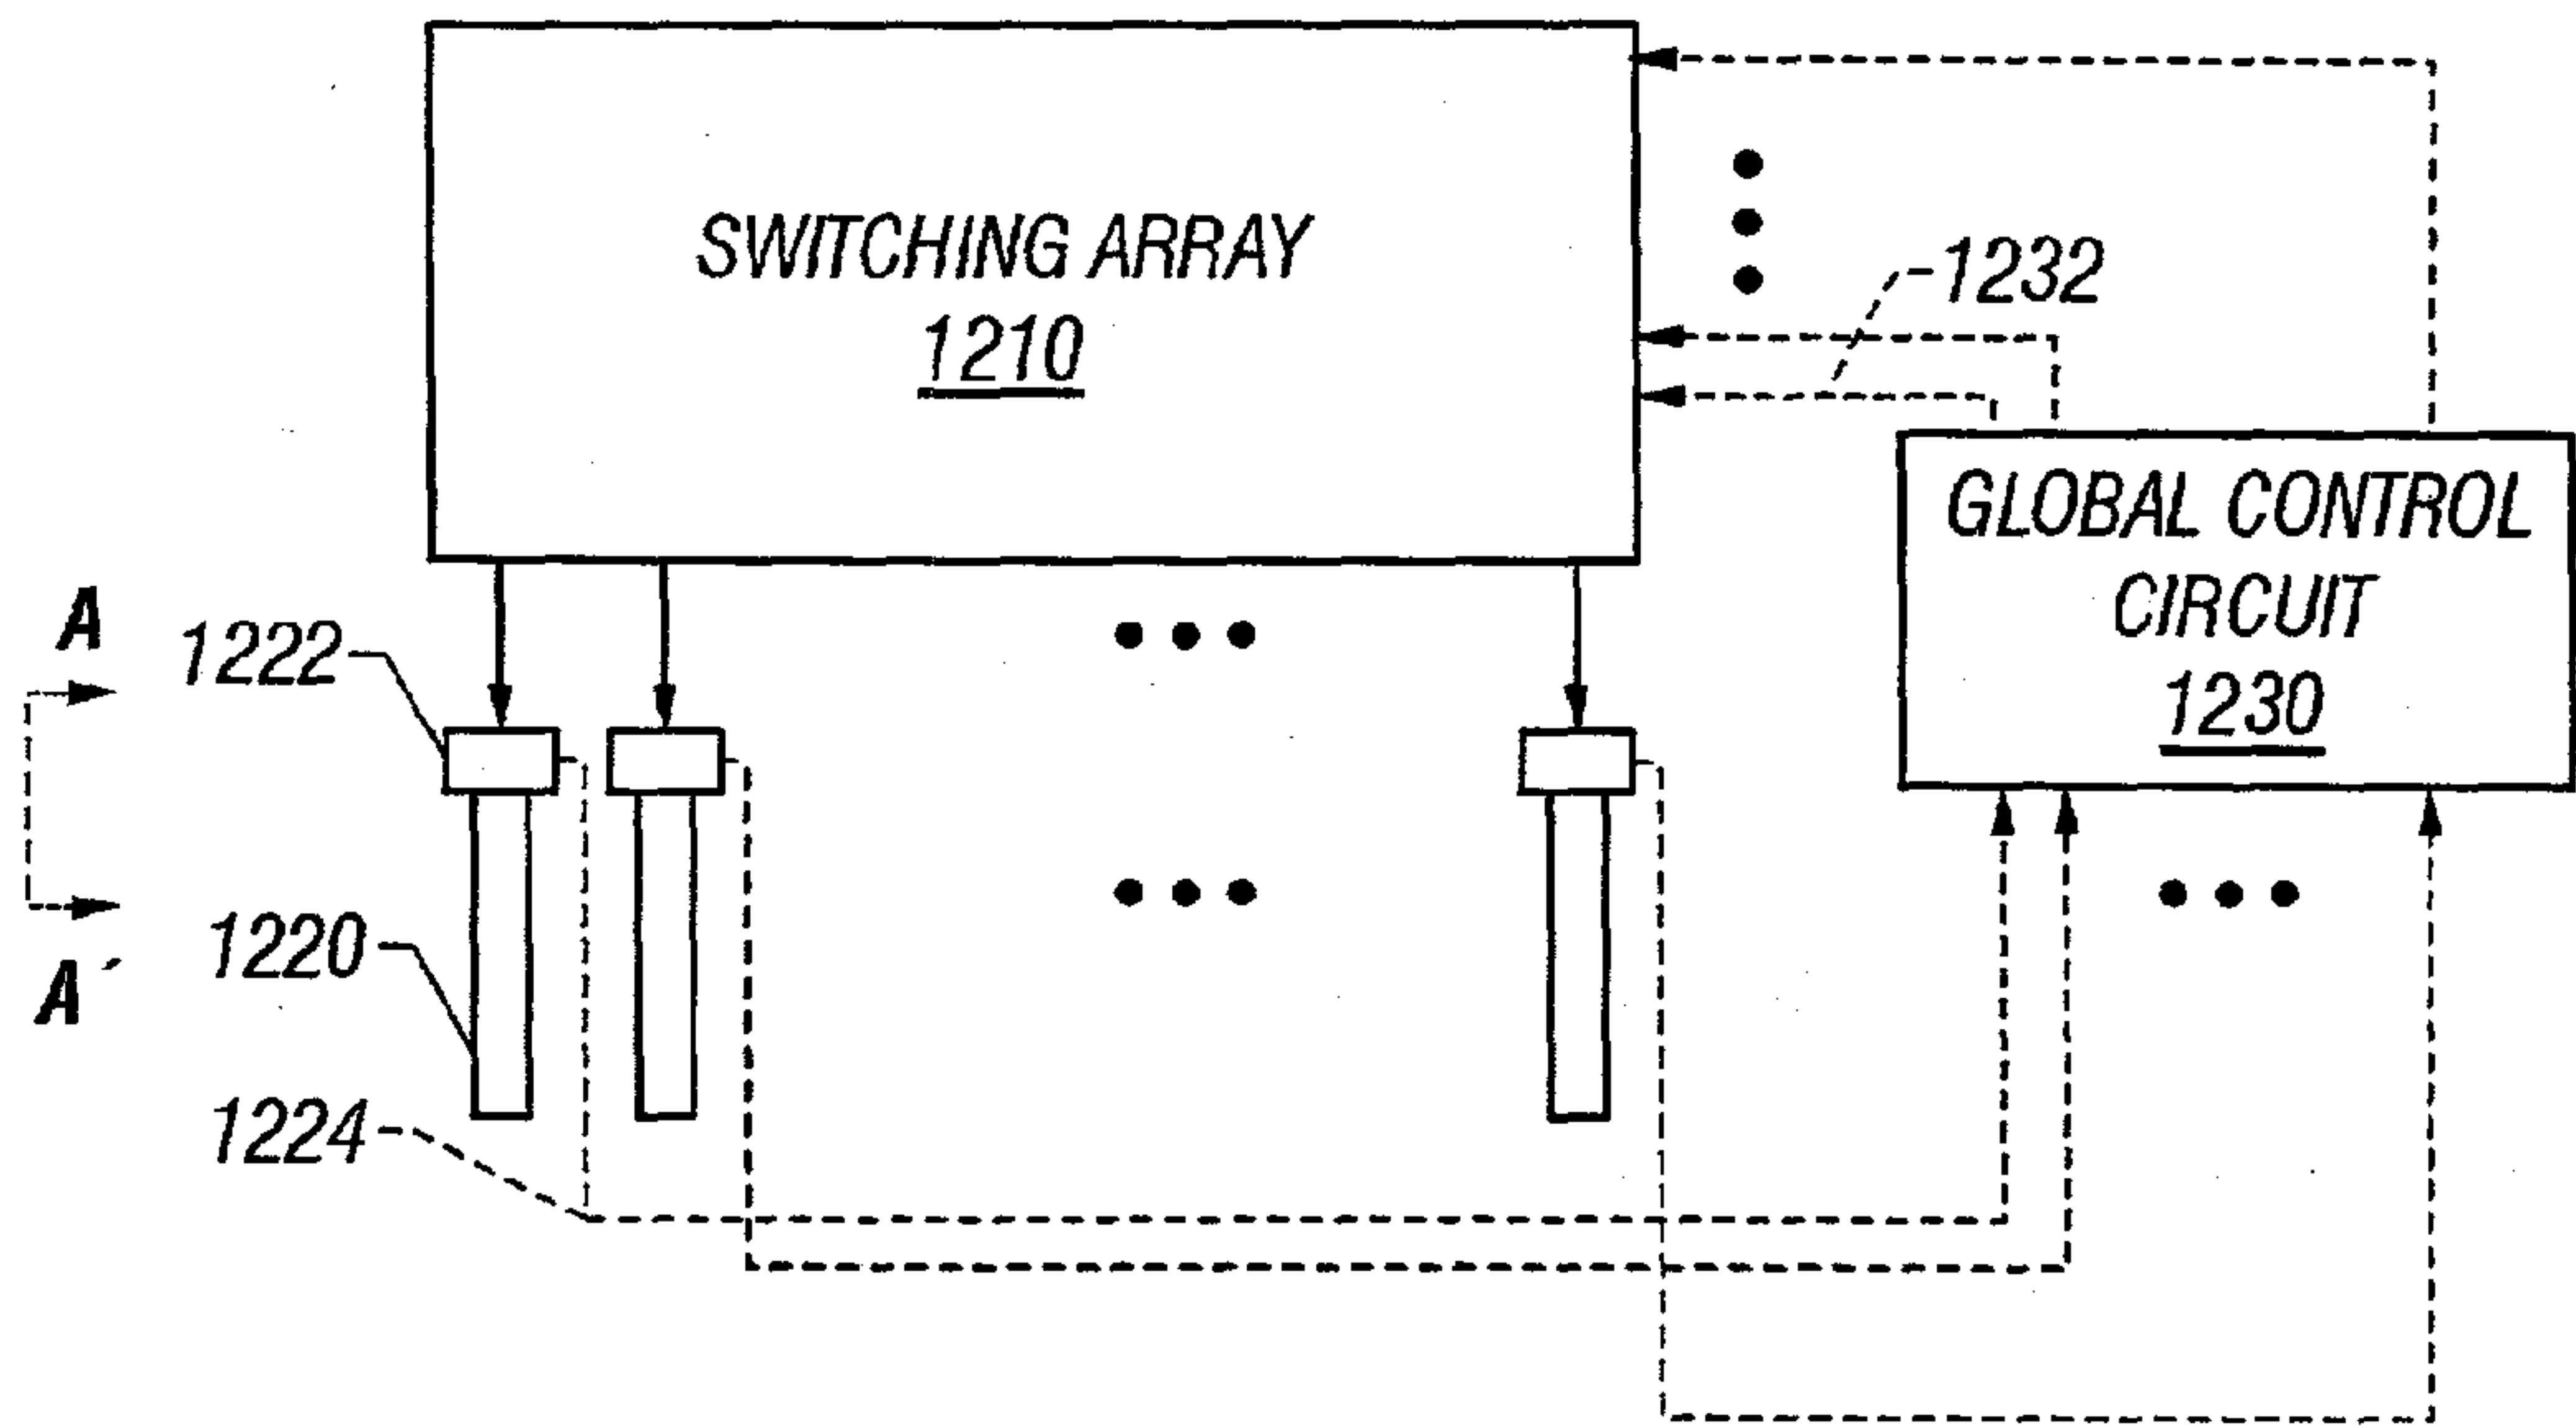 SWITCHING ARRAY
1210
1232
GLOBAL CONTROL
CIRCUIT
1230
A
1222
1220
A´
1224